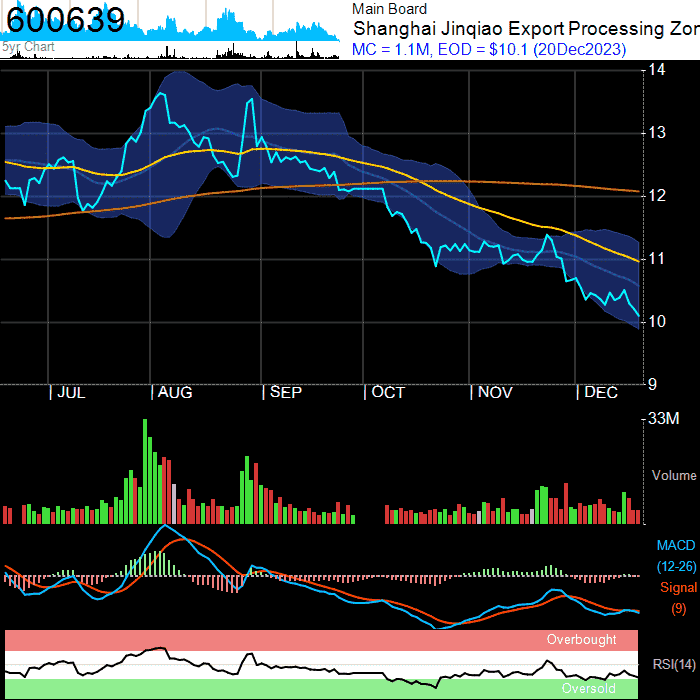 600639
5yr Chart
Main Board
Shanghai Jinqiao Export Processing Zon
MC = 1.1M, EOD = $10.1 (20Dec2023)
14
13
12
11
10
9
JUL
AUG
SEP
OCT
NOV
DEC
33M
Volume
MACD
(12-26)
Signal
(9)
Overbought
RSI(14)
Oversold